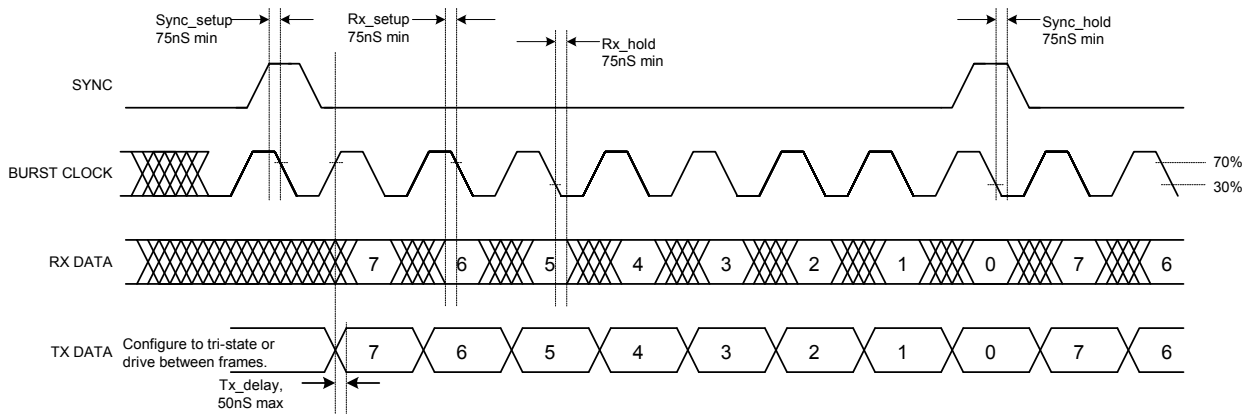 Sync_setup
75nS min
Rx_setup
75nS min
Rx_hold
75nS min
Sync_hold
75nS min
SYNC
BURST CLOCK
70%
30%
RX DATA
7 6 5 4 3 2 1 0 7 6
TX DATA
Configure to tri-state or
drive between frames.
7 6 5 4 3 2 1 0 7 6
Tx_delay,
50nS max